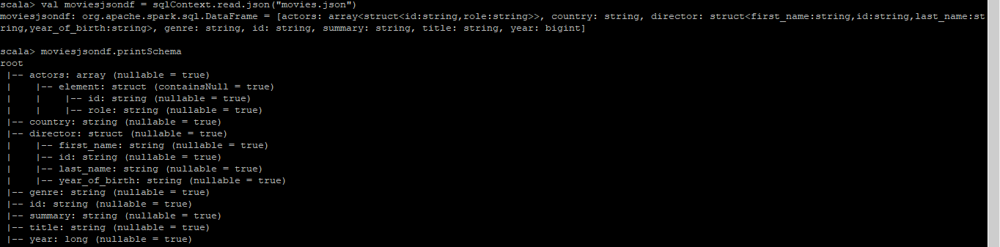 scala> val moviesjsondf = sqlContext.read.json("movies.json")
moviesjsondf: org.apache.spark.sql.DataFrame = [actors: array<struct<id:string,role:string>>, country: string, director: struct<first_name:string,id:string,last_name:st
ring,year_of_birth:string>, genre: string, id: string, summary: string, title: string, year: bigint]
scala> moviesjsondf.printSchema
root
 |-- actors: array (nullable = true)
 |    |-- element: struct (containsNull = true)
 |    |    |-- id: string (nullable = true)
 |    |    |-- role: string (nullable = true)
 |-- country: string (nullable = true)
 |-- director: struct (nullable = true)
 |    |-- first_name: string (nullable = true)
 |    |-- id: string (nullable = true)
 |    |-- last_name: string (nullable = true)
 |    |-- year_of_birth: string (nullable = true)
 |-- genre: string (nullable = true)
 |-- id: string (nullable = true)
 |-- summary: string (nullable = true)
 |-- title: string (nullable = true)
 |-- year: long (nullable = true)